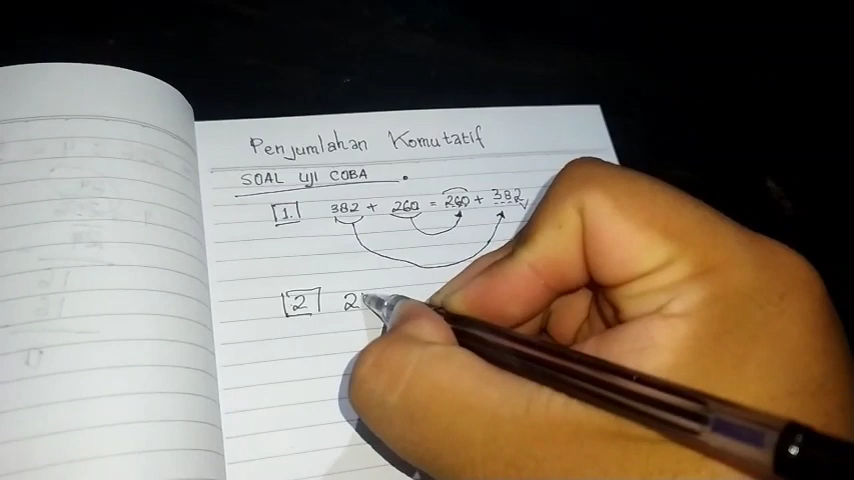 Penjumlahan Komutatif
SOAL UJI COBA .
1. 382 + 260 = 260 + 382
2 2